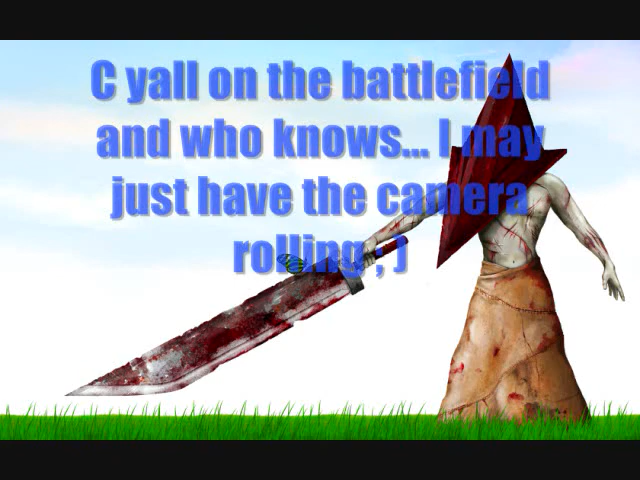 C yall on the battlefield
and who knows... I may
just have the camera
rolling ; )